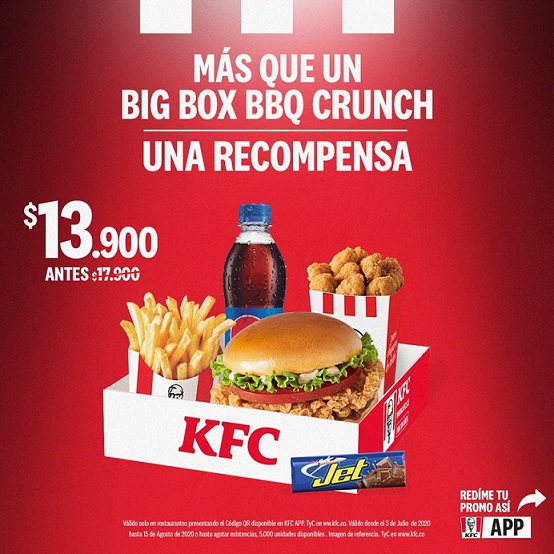 MÁS QUE UN
BIG BOX BBQ CRUNCH
UNA RECOMPENSA
$13.900
ANTES $17.900
KFC
KFC
Jet
REDÍME TU
PROMO ASÍ
KFC APP
Válido solo en restaurantes presentando el Código QR disponible en KFC APP. TyC en ww.kfc.co. Válido desde el 3 de Julio de 2020
hasta 15 de Agosto de 2020 o hasta agotar existencias, 5.000 unidades disponibles . Imagen de referencia. TyC en www.kfc.co